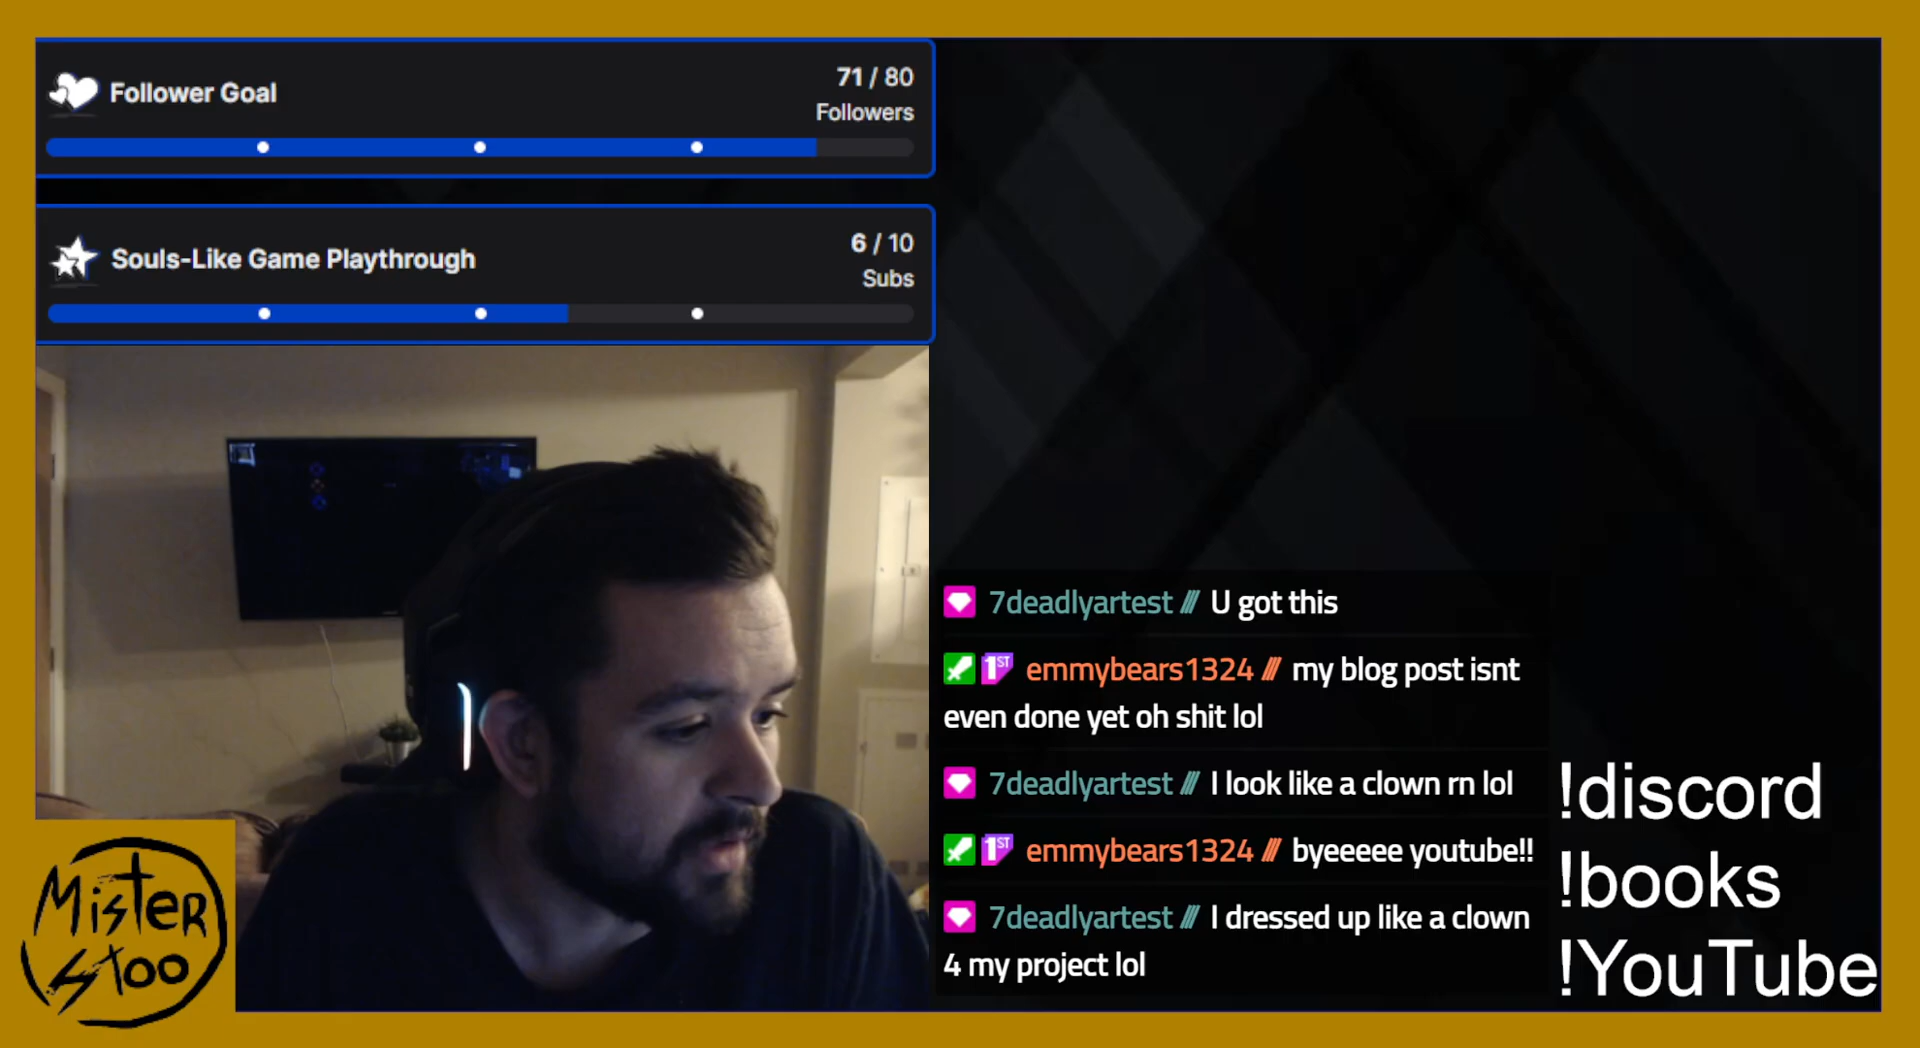 Follower Goal
71 / 80
Followers
Souls-Like Game Playthrough
6 / 10
Subs
7deadlyartest /// U got this
1ST emmybears1324 /// my blog post isnt
even done yet oh shit lol
7deadlyartest /// I look like a clown rn lol
1ST emmybears1324 /// byeeeee youtube!!
7deadlyartest /// I dressed up like a clown
4 my project lol
!discord
!books
!YouTube
Mister
Stoo